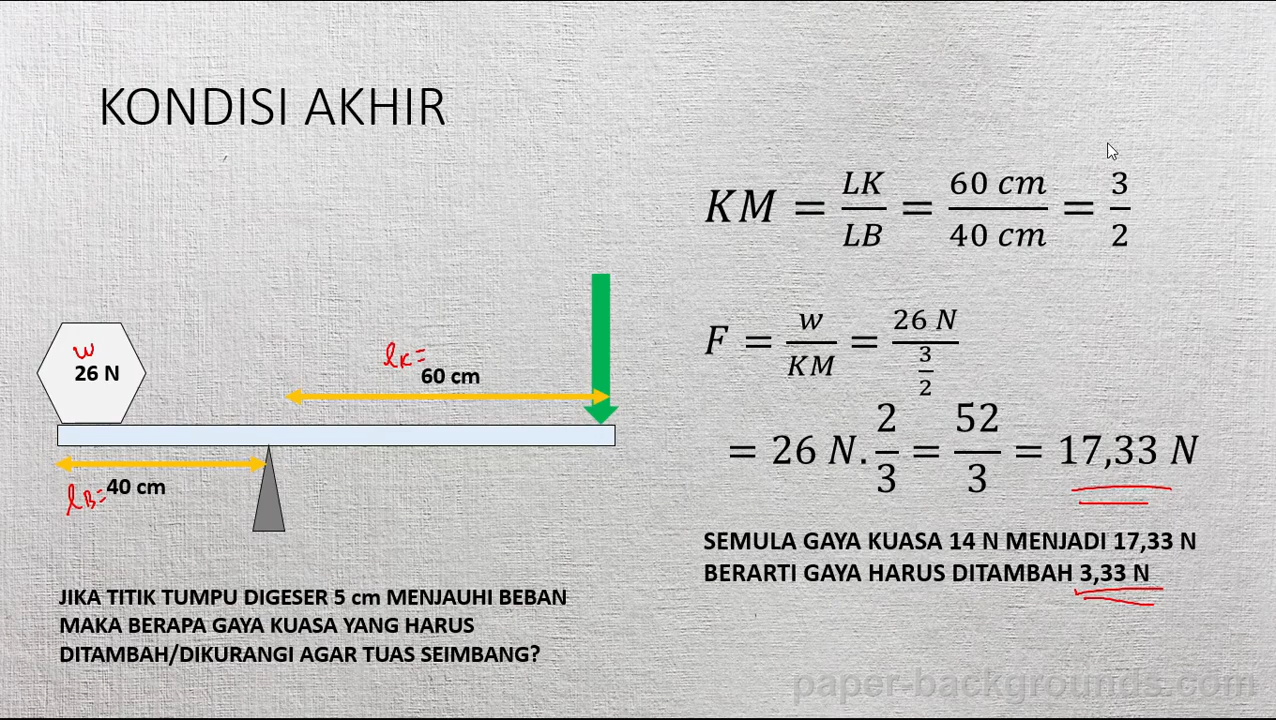 KONDISI AKHIR
KM = LK/LB = 60 cm/40 cm = 3/2
F = w/KM = 26 N/(3/2)
= 26 N . 2/3 = 52/3 = 17,33 N
SEMULA GAYA KUASA 14 N MENJADI 17,33 N
BERARTI GAYA HARUS DITAMBAH 3,33 N
w
26 N
lK=
60 cm
lB=
40 cm
JIKA TITIK TUMPU DIGESER 5 cm MENJAUHI BEBAN
MAKA BERAPA GAYA KUASA YANG HARUS
DITAMBAH/DIKURANGI AGAR TUAS SEIMBANG?
paper-backgrounds.com